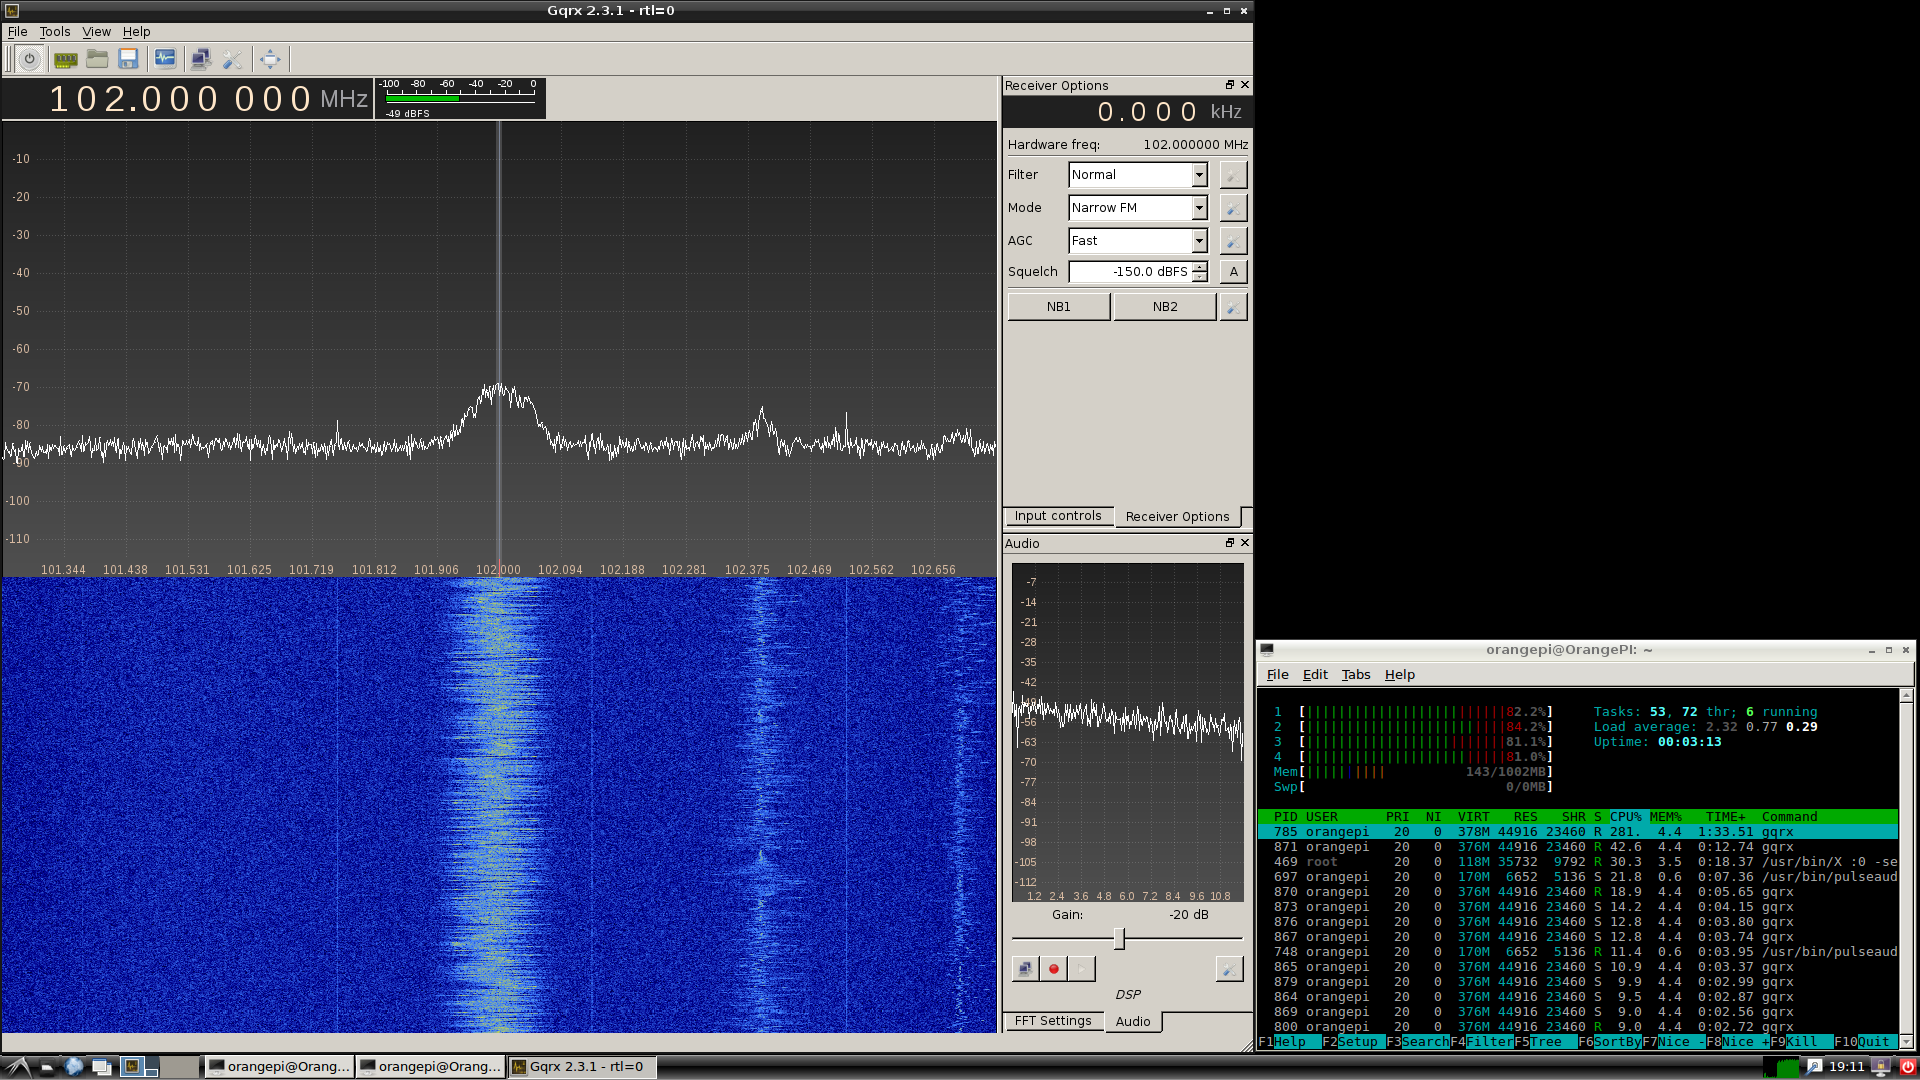 Gqrx 2.3.1 - rtl=0
File Tools View Help
102.000 000 MHz
-100 -80 -60 -40 -20 0
-49 dBFS
-10
-20
-30
-40
-50
-60
-70
-80
-90
-100
-110
101.344 101.438 101.531 101.625 101.719 101.812 101.906 102.000 102.094 102.188 102.281 102.375 102.469 102.562 102.656
Receiver Options
0.000 kHz
Hardware freq: 102.000000 MHz
Filter Normal
Mode Narrow FM
AGC Fast
Squelch -150.0 dBFS A
NB1 NB2
Input controls Receiver Options
Audio
-7
-14
-21
-28
-35
-42
-49
-56
-63
-70
-77
-84
-91
-98
-105
-112
1.2 2.4 3.6 4.8 6.0 7.2 8.4 9.6 10.8
Gain: -20 dB
DSP
FFT Settings Audio
orangepi@OrangePI: ~
File Edit Tabs Help
1 [|||||||||||||||||||||||||82.2%] Tasks: 53, 72 thr; 6 running
2 [|||||||||||||||||||||||||84.2%] Load average: 2.32 0.77 0.29
3 [|||||||||||||||||||||||||81.1%] Uptime: 00:03:13
4 [|||||||||||||||||||||||||81.0%]
Mem[||||| |||| 143/1002MB]
Swp[ 0/0MB]
PID USER PRI NI VIRT RES SHR S CPU% MEM% TIME+ Command
785 orangepi 20 0 378M 44916 23460 R 281. 4.4 1:33.51 gqrx
871 orangepi 20 0 376M 44916 23460 R 42.6 4.4 0:12.74 gqrx
469 root 20 0 118M 35732 9792 R 30.3 3.5 0:18.37 /usr/bin/X :0 -se
697 orangepi 20 0 170M 6652 5136 S 21.8 0.6 0:07.36 /usr/bin/pulseaud
870 orangepi 20 0 376M 44916 23460 R 18.9 4.4 0:05.65 gqrx
873 orangepi 20 0 376M 44916 23460 S 14.2 4.4 0:04.15 gqrx
876 orangepi 20 0 376M 44916 23460 S 12.8 4.4 0:03.80 gqrx
867 orangepi 20 0 376M 44916 23460 S 12.8 4.4 0:03.74 gqrx
748 orangepi 20 0 170M 6652 5136 R 11.4 0.6 0:03.95 /usr/bin/pulseaud
865 orangepi 20 0 376M 44916 23460 S 10.9 4.4 0:03.37 gqrx
879 orangepi 20 0 376M 44916 23460 S 9.9 4.4 0:02.99 gqrx
864 orangepi 20 0 376M 44916 23460 S 9.5 4.4 0:02.87 gqrx
869 orangepi 20 0 376M 44916 23460 S 9.0 4.4 0:02.56 gqrx
800 orangepi 20 0 376M 44916 23460 R 9.0 4.4 0:02.72 gqrx
F1Help F2Setup F3SearchF4FilterF5Tree F6SortByF7Nice -F8Nice +F9Kill F10Quit
orangepi@Orang... orangepi@Orang... Gqrx 2.3.1 - rtl=0 19:11